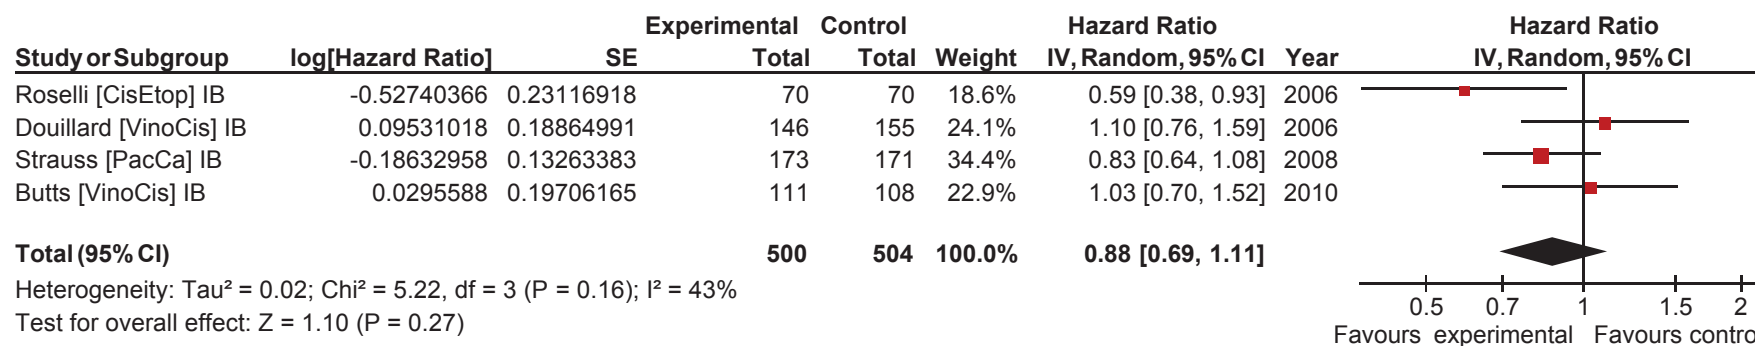 Experimental Control Hazard Ratio Hazard Ratio
Study or Subgroup log[Hazard Ratio] SE Total Total Weight IV, Random, 95% CI Year IV, Random, 95% CI
Roselli [CisEtop] IB -0.52740366 0.23116918 70 70 18.6% 0.59 [0.38, 0.93] 2006
Douillard [VinoCis] IB 0.09531018 0.18864991 146 155 24.1% 1.10 [0.76, 1.59] 2006
Strauss [PacCa] IB -0.18632958 0.13263383 173 171 34.4% 0.83 [0.64, 1.08] 2008
Butts [VinoCis] IB 0.0295588 0.19706165 111 108 22.9% 1.03 [0.70, 1.52] 2010
Total (95% CI) 500 504 100.0% 0.88 [0.69, 1.11]
Heterogeneity: Tau² = 0.02; Chi² = 5.22, df = 3 (P = 0.16); I² = 43%
Test for overall effect: Z = 1.10 (P = 0.27)
0.5 0.7 1 1.5 2
Favours experimental Favours contro